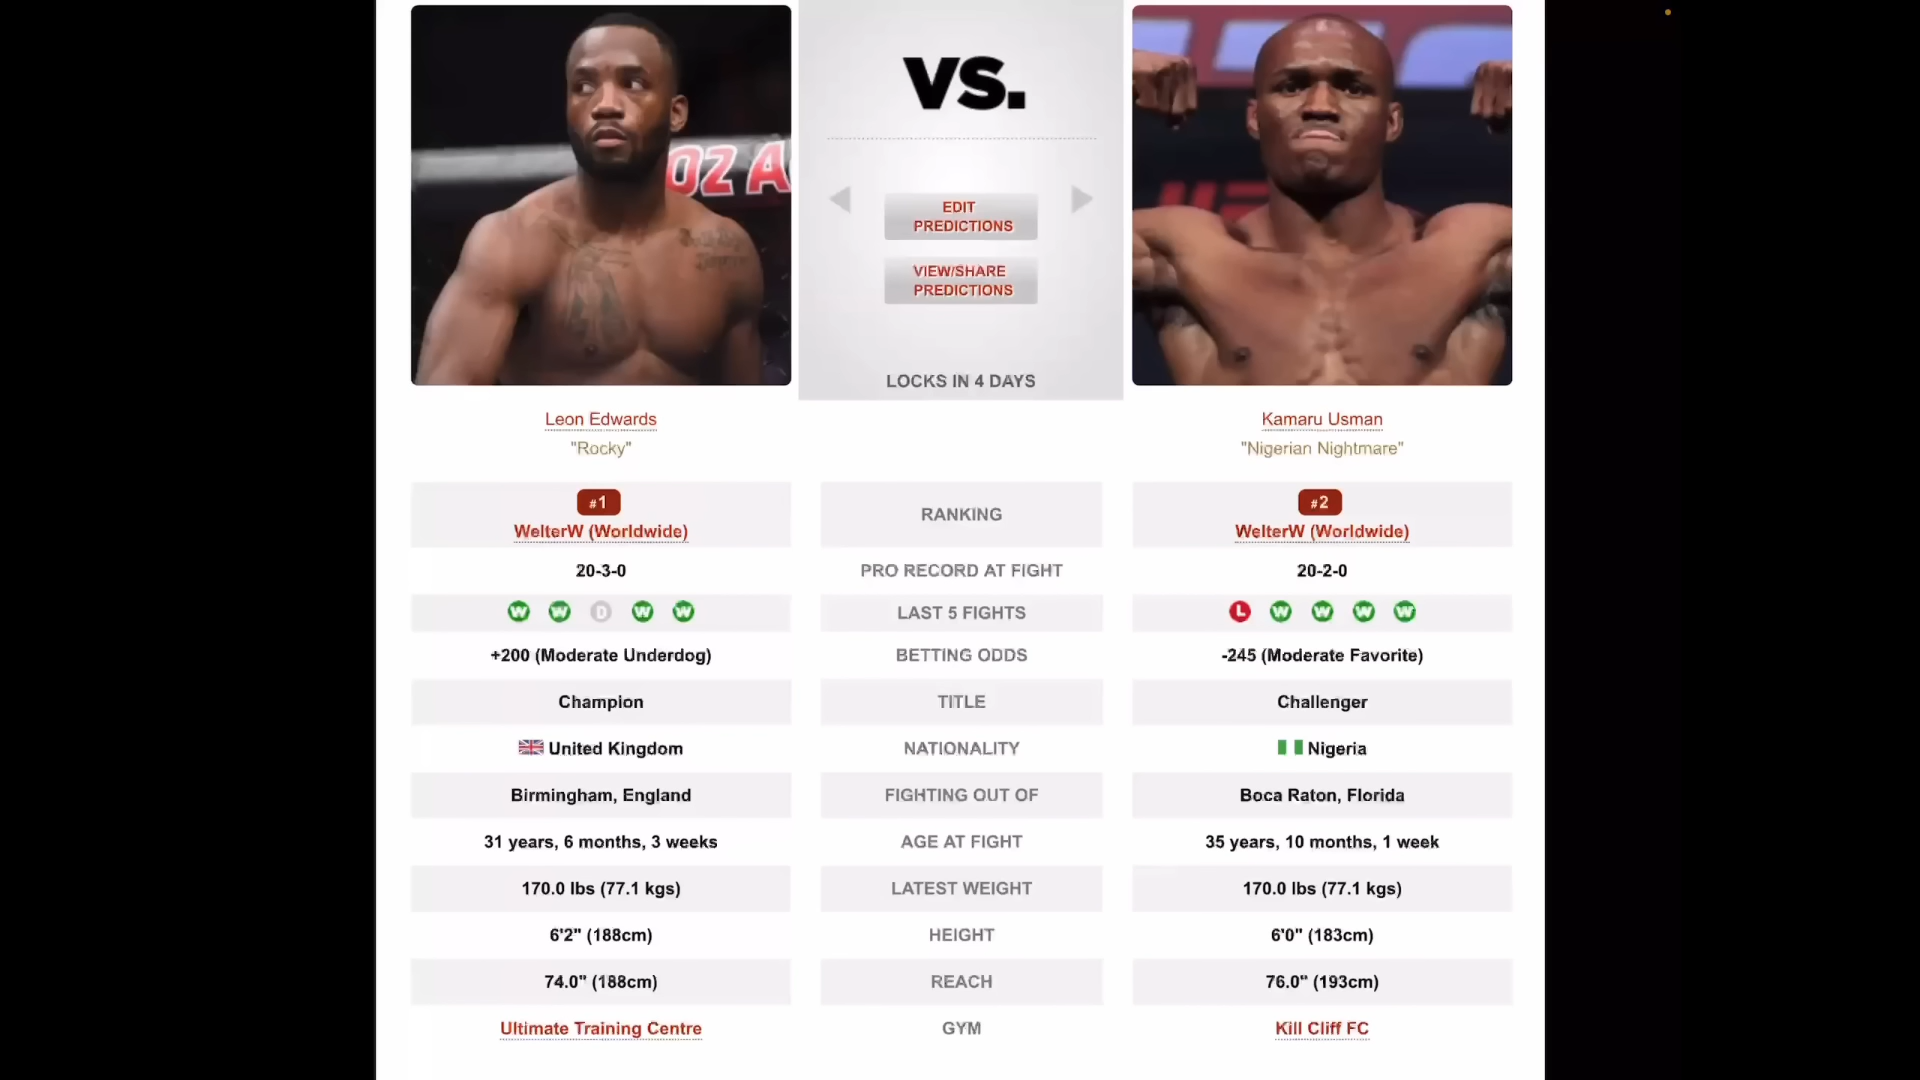 OZ A
VS.
EDIT
PREDICTIONS
VIEW/SHARE
PREDICTIONS
LOCKS IN 4 DAYS
Leon Edwards
Kamaru Usman
"Rocky"
"Nigerian Nightmare"
#1
WelterW (Worldwide)
RANKING
#2
WelterW (Worldwide)
20-3-0
PRO RECORD AT FIGHT
20-2-0
W W D W W
LAST 5 FIGHTS
L W W W W
+200 (Moderate Underdog)
BETTING ODDS
-245 (Moderate Favorite)
Champion
TITLE
Challenger
United Kingdom
NATIONALITY
Nigeria
Birmingham, England
FIGHTING OUT OF
Boca Raton, Florida
31 years, 6 months, 3 weeks
AGE AT FIGHT
35 years, 10 months, 1 week
170.0 lbs (77.1 kgs)
LATEST WEIGHT
170.0 lbs (77.1 kgs)
6'2" (188cm)
HEIGHT
6'0" (183cm)
74.0" (188cm)
REACH
76.0" (193cm)
Ultimate Training Centre
GYM
Kill Cliff FC